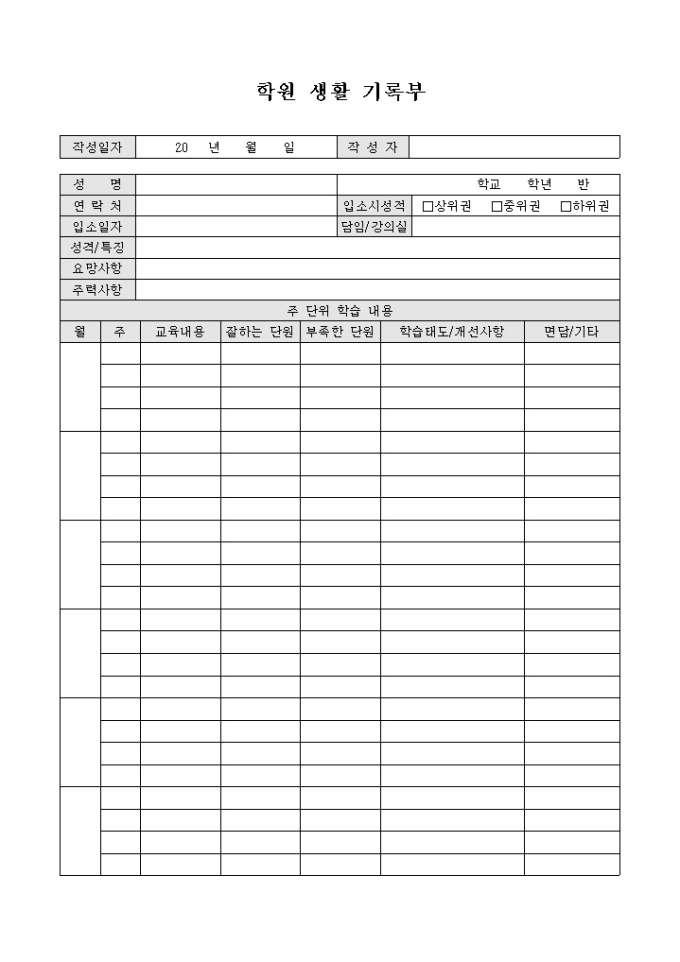 학원 생활 기록부
작성일자 20 년 월 일 작 성 자
성 명 학교 학년 반
연 락 처 입소시성적 □상위권 □중위권 □하위권
입소일자 담임/강의실
성격/특징
요망사항
주력사항
주 단위 학습 내용
월 주 교육내용 잘하는 단원 부족한 단원 학습태도/개선사항 면담/기타